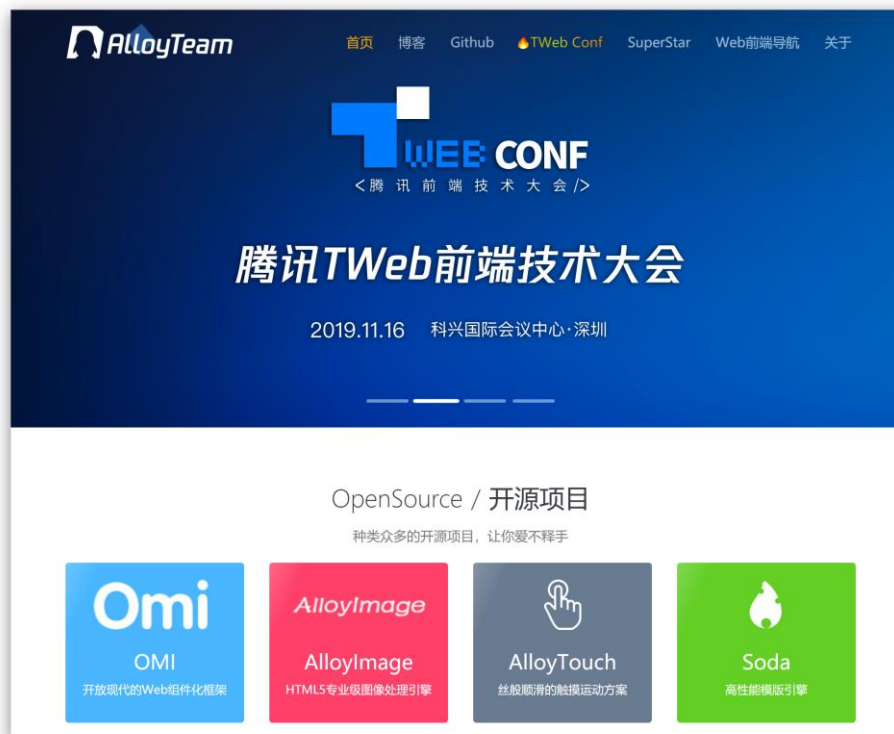 AlloyTeam
首页 博客 Github TWeb Conf SuperStar Web前端导航 关于
T WEB CONF
<腾讯前端技术大会/>
腾讯TWeb前端技术大会
2019.11.16 科兴国际会议中心·深圳
OpenSource / 开源项目
种类众多的开源项目，让你爱不释手
Omi
OMI
开放现代的Web组件化框架
AlloyImage
AlloyImage
HTML5专业级图像处理引擎
AlloyTouch
丝般顺滑的触摸运动方案
Soda
高性能模版引擎